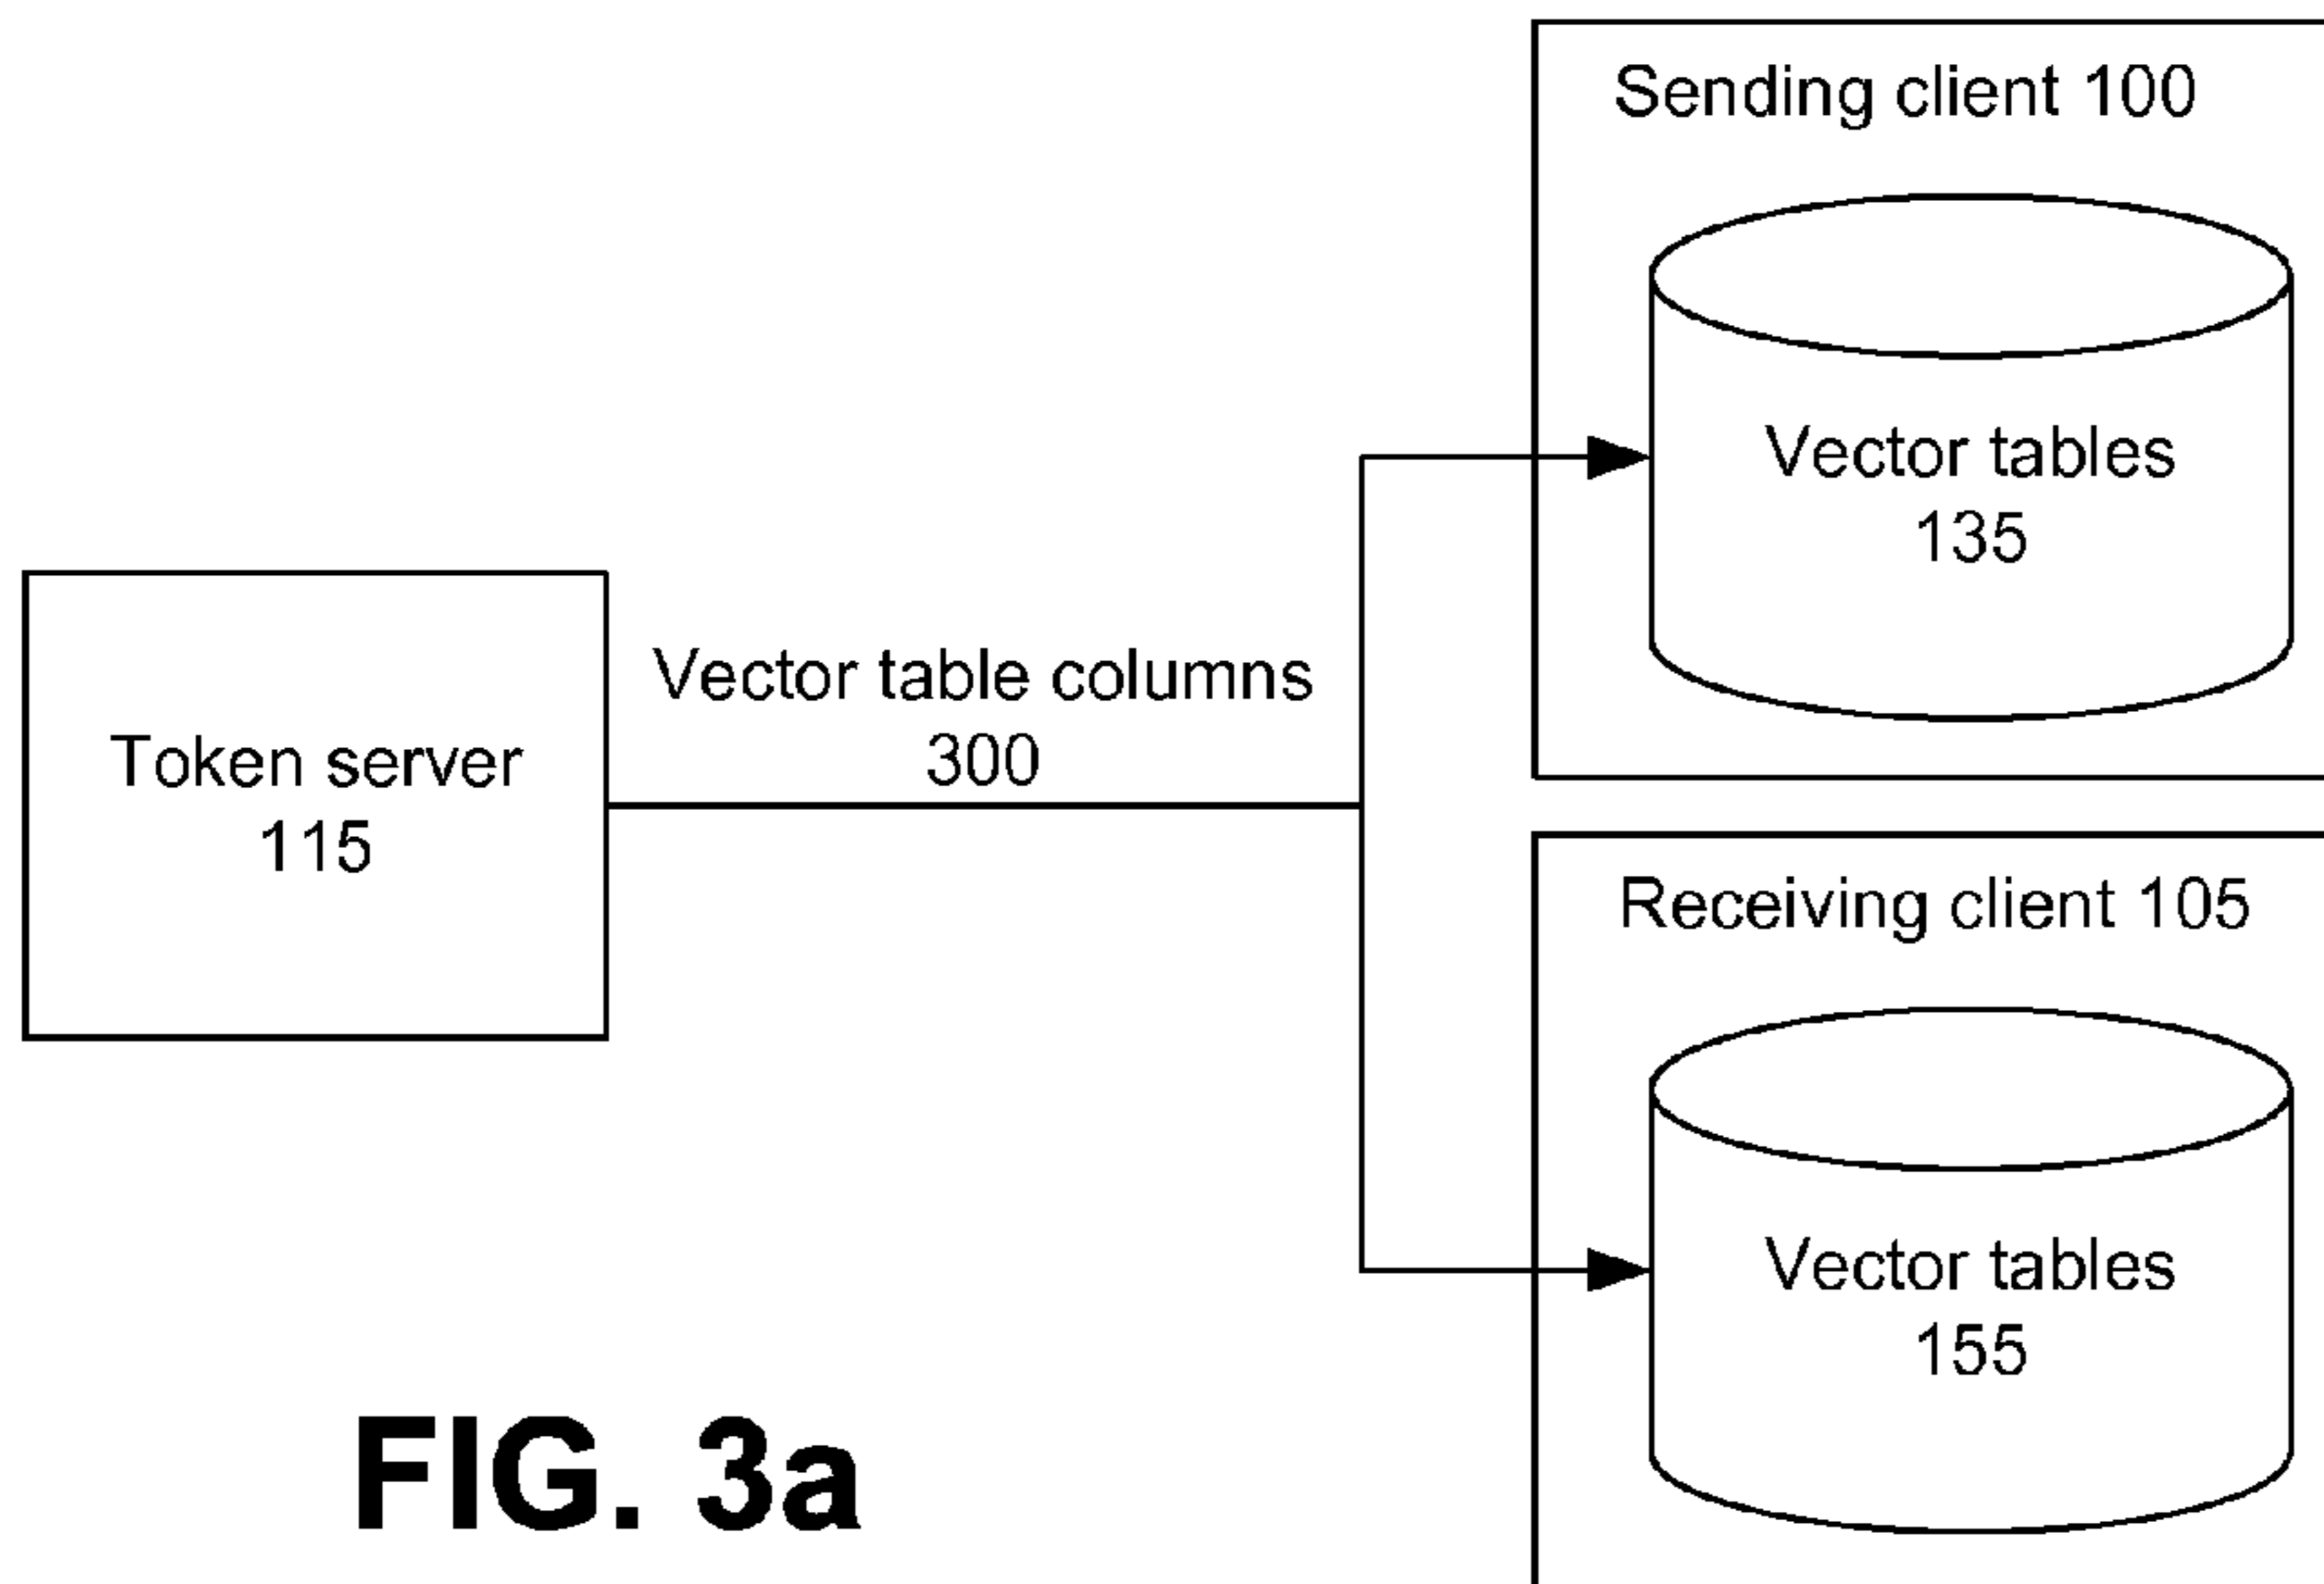 Sending client 100
Vector tables
135
Vector table columns
300
Token server
115
Receiving client 105
Vector tables
155
FIG. 3a